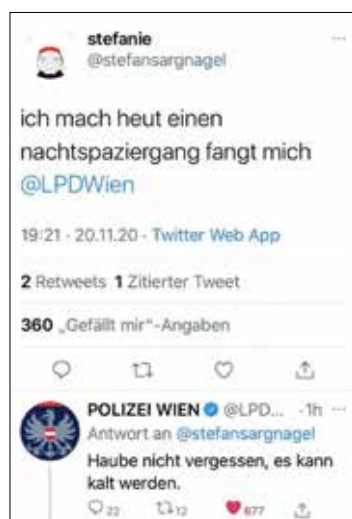 stefanie
@stefansargnagel
ich mach heut einen
nachtspaziergang fangt mich
@LPDWien
19:21 · 20.11.20 · Twitter Web App
2 Retweets 1 Zitierter Tweet
360 „Gefällt mir“-Angaben
POLIZEI WIEN @LPD... · 1h
Antwort an @stefansargnagel
Haube nicht vergessen, es kann
kalt werden.
22 12 677